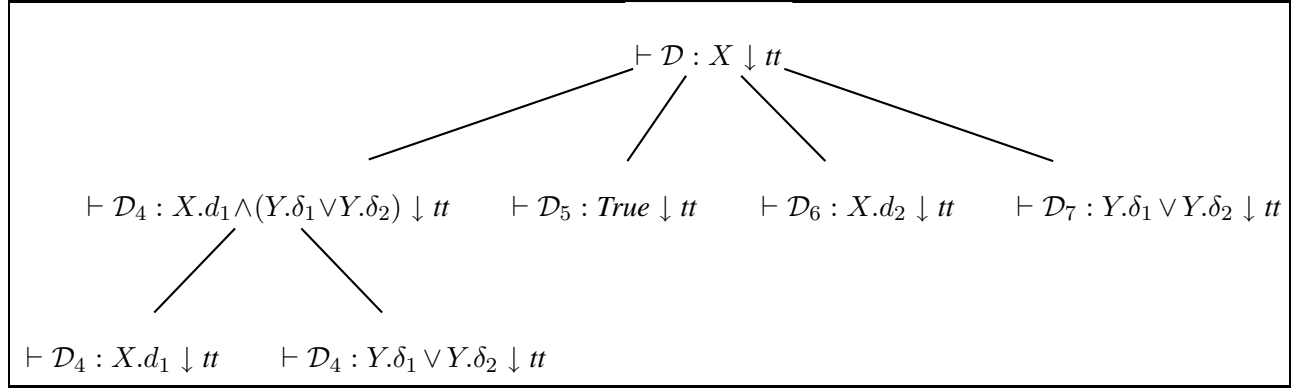 ⊢ 𝒟 : X ↓ tt
⊢ 𝒟₄ : X.d₁∧(Y.δ₁∨Y.δ₂) ↓ tt ⊢ 𝒟₅ : True ↓ tt ⊢ 𝒟₆ : X.d₂ ↓ tt ⊢ 𝒟₇ : Y.δ₁ ∨ Y.δ₂ ↓ tt
⊢ 𝒟₄ : X.d₁ ↓ tt ⊢ 𝒟₄ : Y.δ₁ ∨ Y.δ₂ ↓ tt